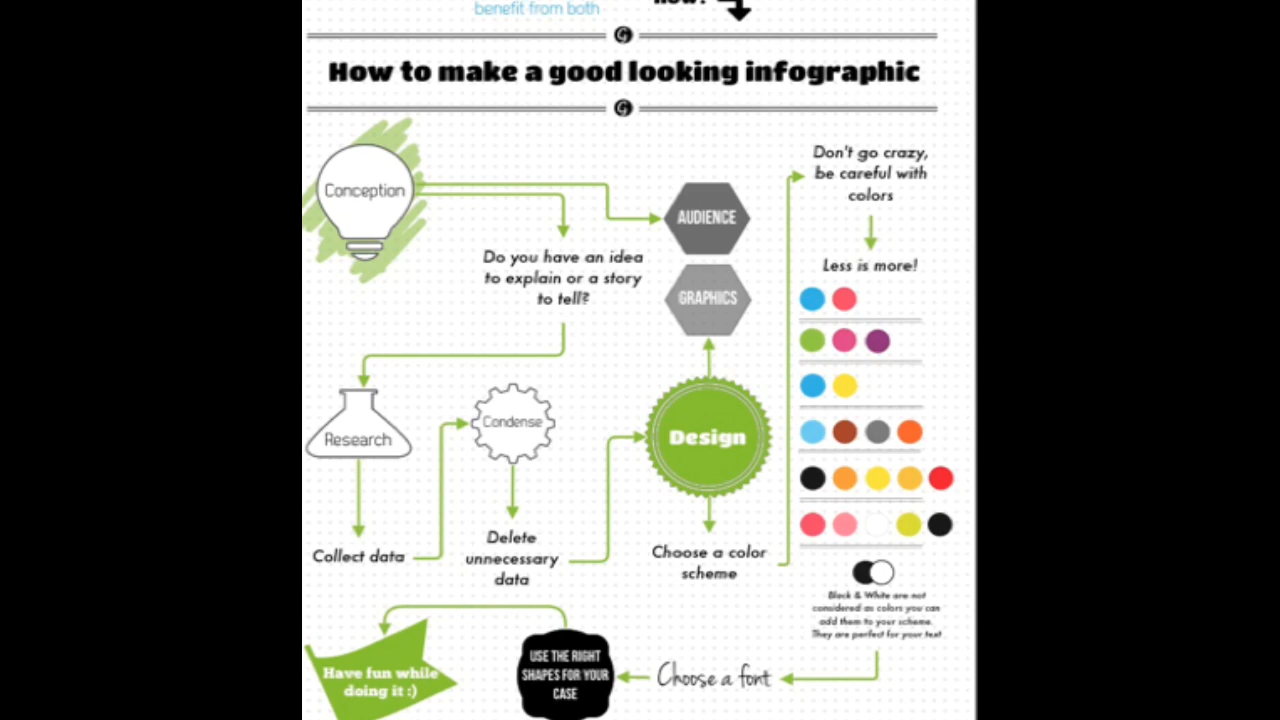 benefit from both
now?
How to make a good looking infographic
Conception
AUDIENCE
GRAPHICS
Do you have an idea
to explain or a story
to tell?
Research
Collect data
Condense
Delete
unnecessary
data
Design
Choose a color
scheme
Don't go crazy,
be careful with
colors
Less is more!
Black & White are not
considered as colors you can
add them to your scheme.
They are perfect for your text
Choose a font
USE THE RIGHT
SHAPES FOR YOUR
CASE
Have fun while
doing it :)